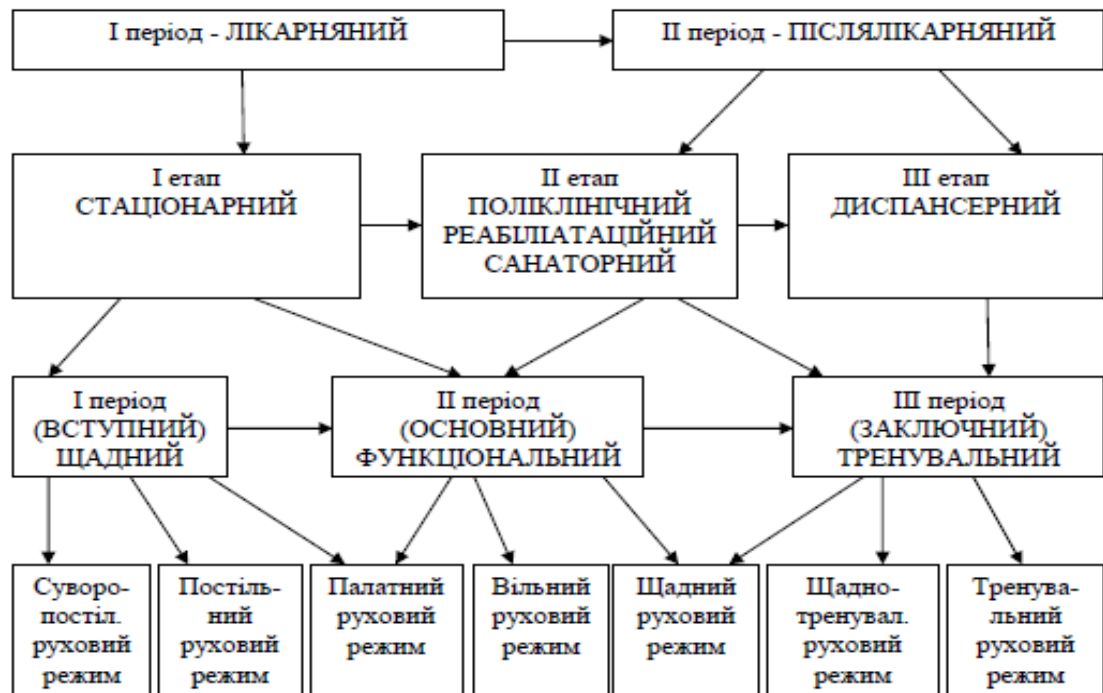 І період - ЛІКАРНЯНИЙ
ІІ період - ПІСЛЯЛІКАРНЯНИЙ
І етап
СТАЦІОНАРНИЙ
ІІ етап
ПОЛІКЛІНІЧНИЙ
РЕАБІЛІАТАЦІЙНИЙ
САНАТОРНИЙ
ІІІ етап
ДИСПАНСЕРНИЙ
І період
(ВСТУПНИЙ)
ЩАДНИЙ
ІІ період
(ОСНОВНИЙ)
ФУНКЦІОНАЛЬНИЙ
ІІІ період
(ЗАКЛЮЧНИЙ)
ТРЕНУВАЛЬНИЙ
Суворо-
постіл.
руховий
режим
Постіль-
ний
руховий
режим
Палатний
руховий
режим
Вільний
руховий
режим
Щадний
руховий
режим
Щадно-
тренувал.
руховий
режим
Тренува-
льний
руховий
режим